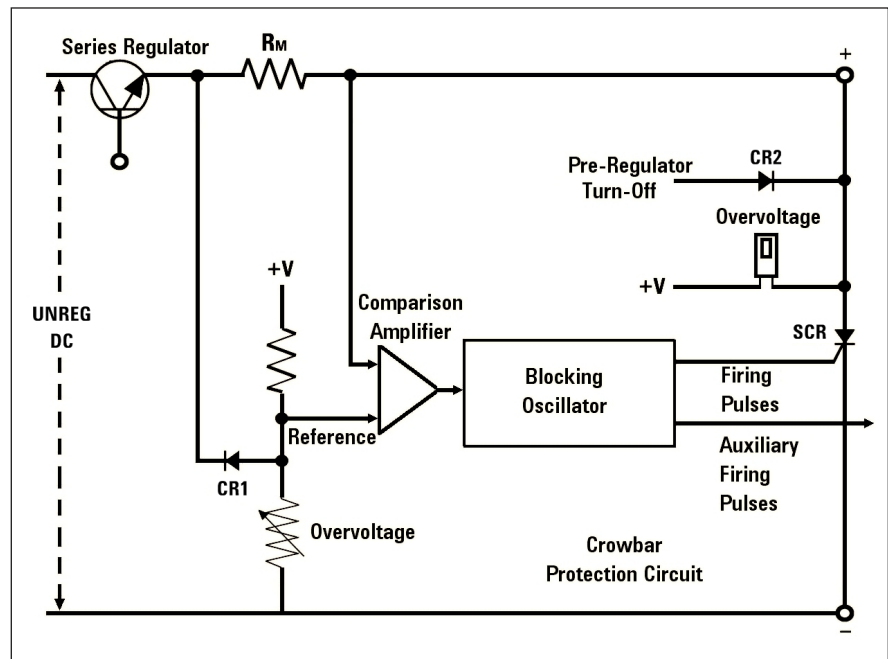 Series Regulator
RM
+
Pre-Regulator
Turn-Off
CR2
Overvoltage
+V
+V
Comparison
Amplifier
UNREG
DC
SCR
Blocking
Oscillator
Firing
Pulses
Reference
CR1
Auxiliary
Firing
Pulses
Overvoltage
Crowbar
Protection Circuit
–